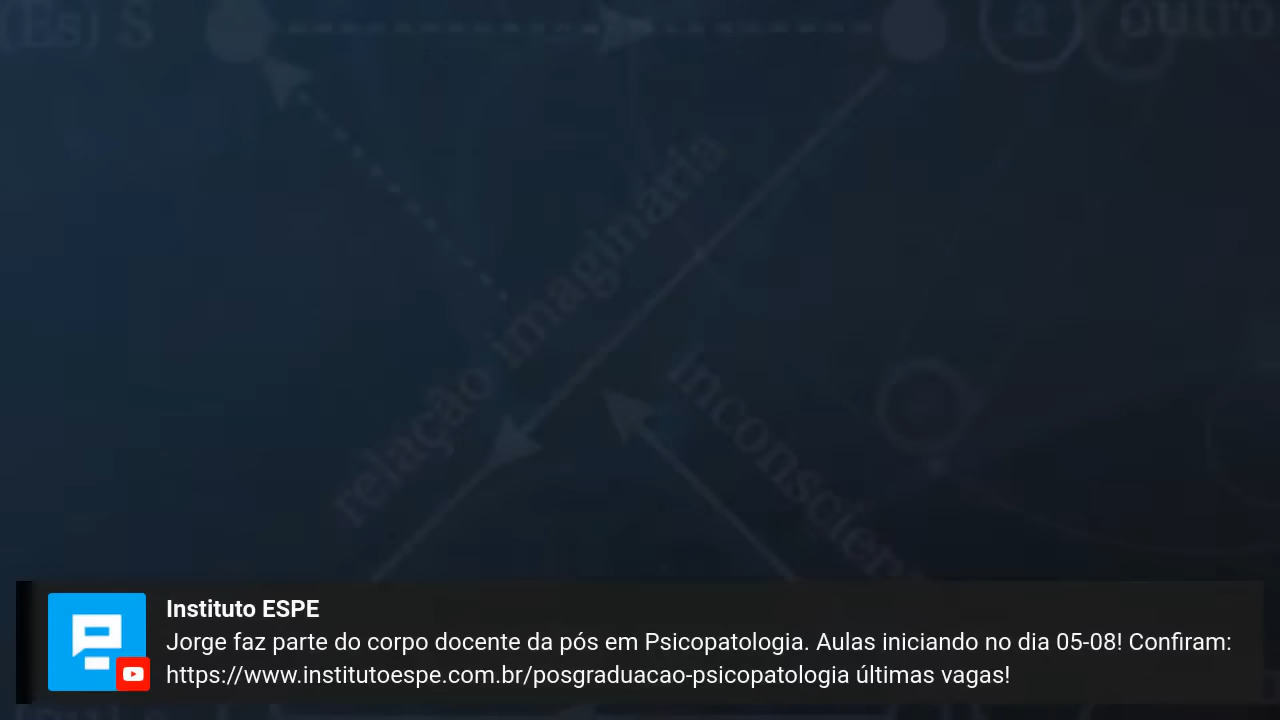 (Es) S
a
outro
relação imaginária
Instituto ESPE
Jorge faz parte do corpo docente da pós em Psicopatologia. Aulas iniciando no dia 05-08! Confiram:
https://www.institutoespe.com.br/posgraduacao-psicopatologia últimas vagas!